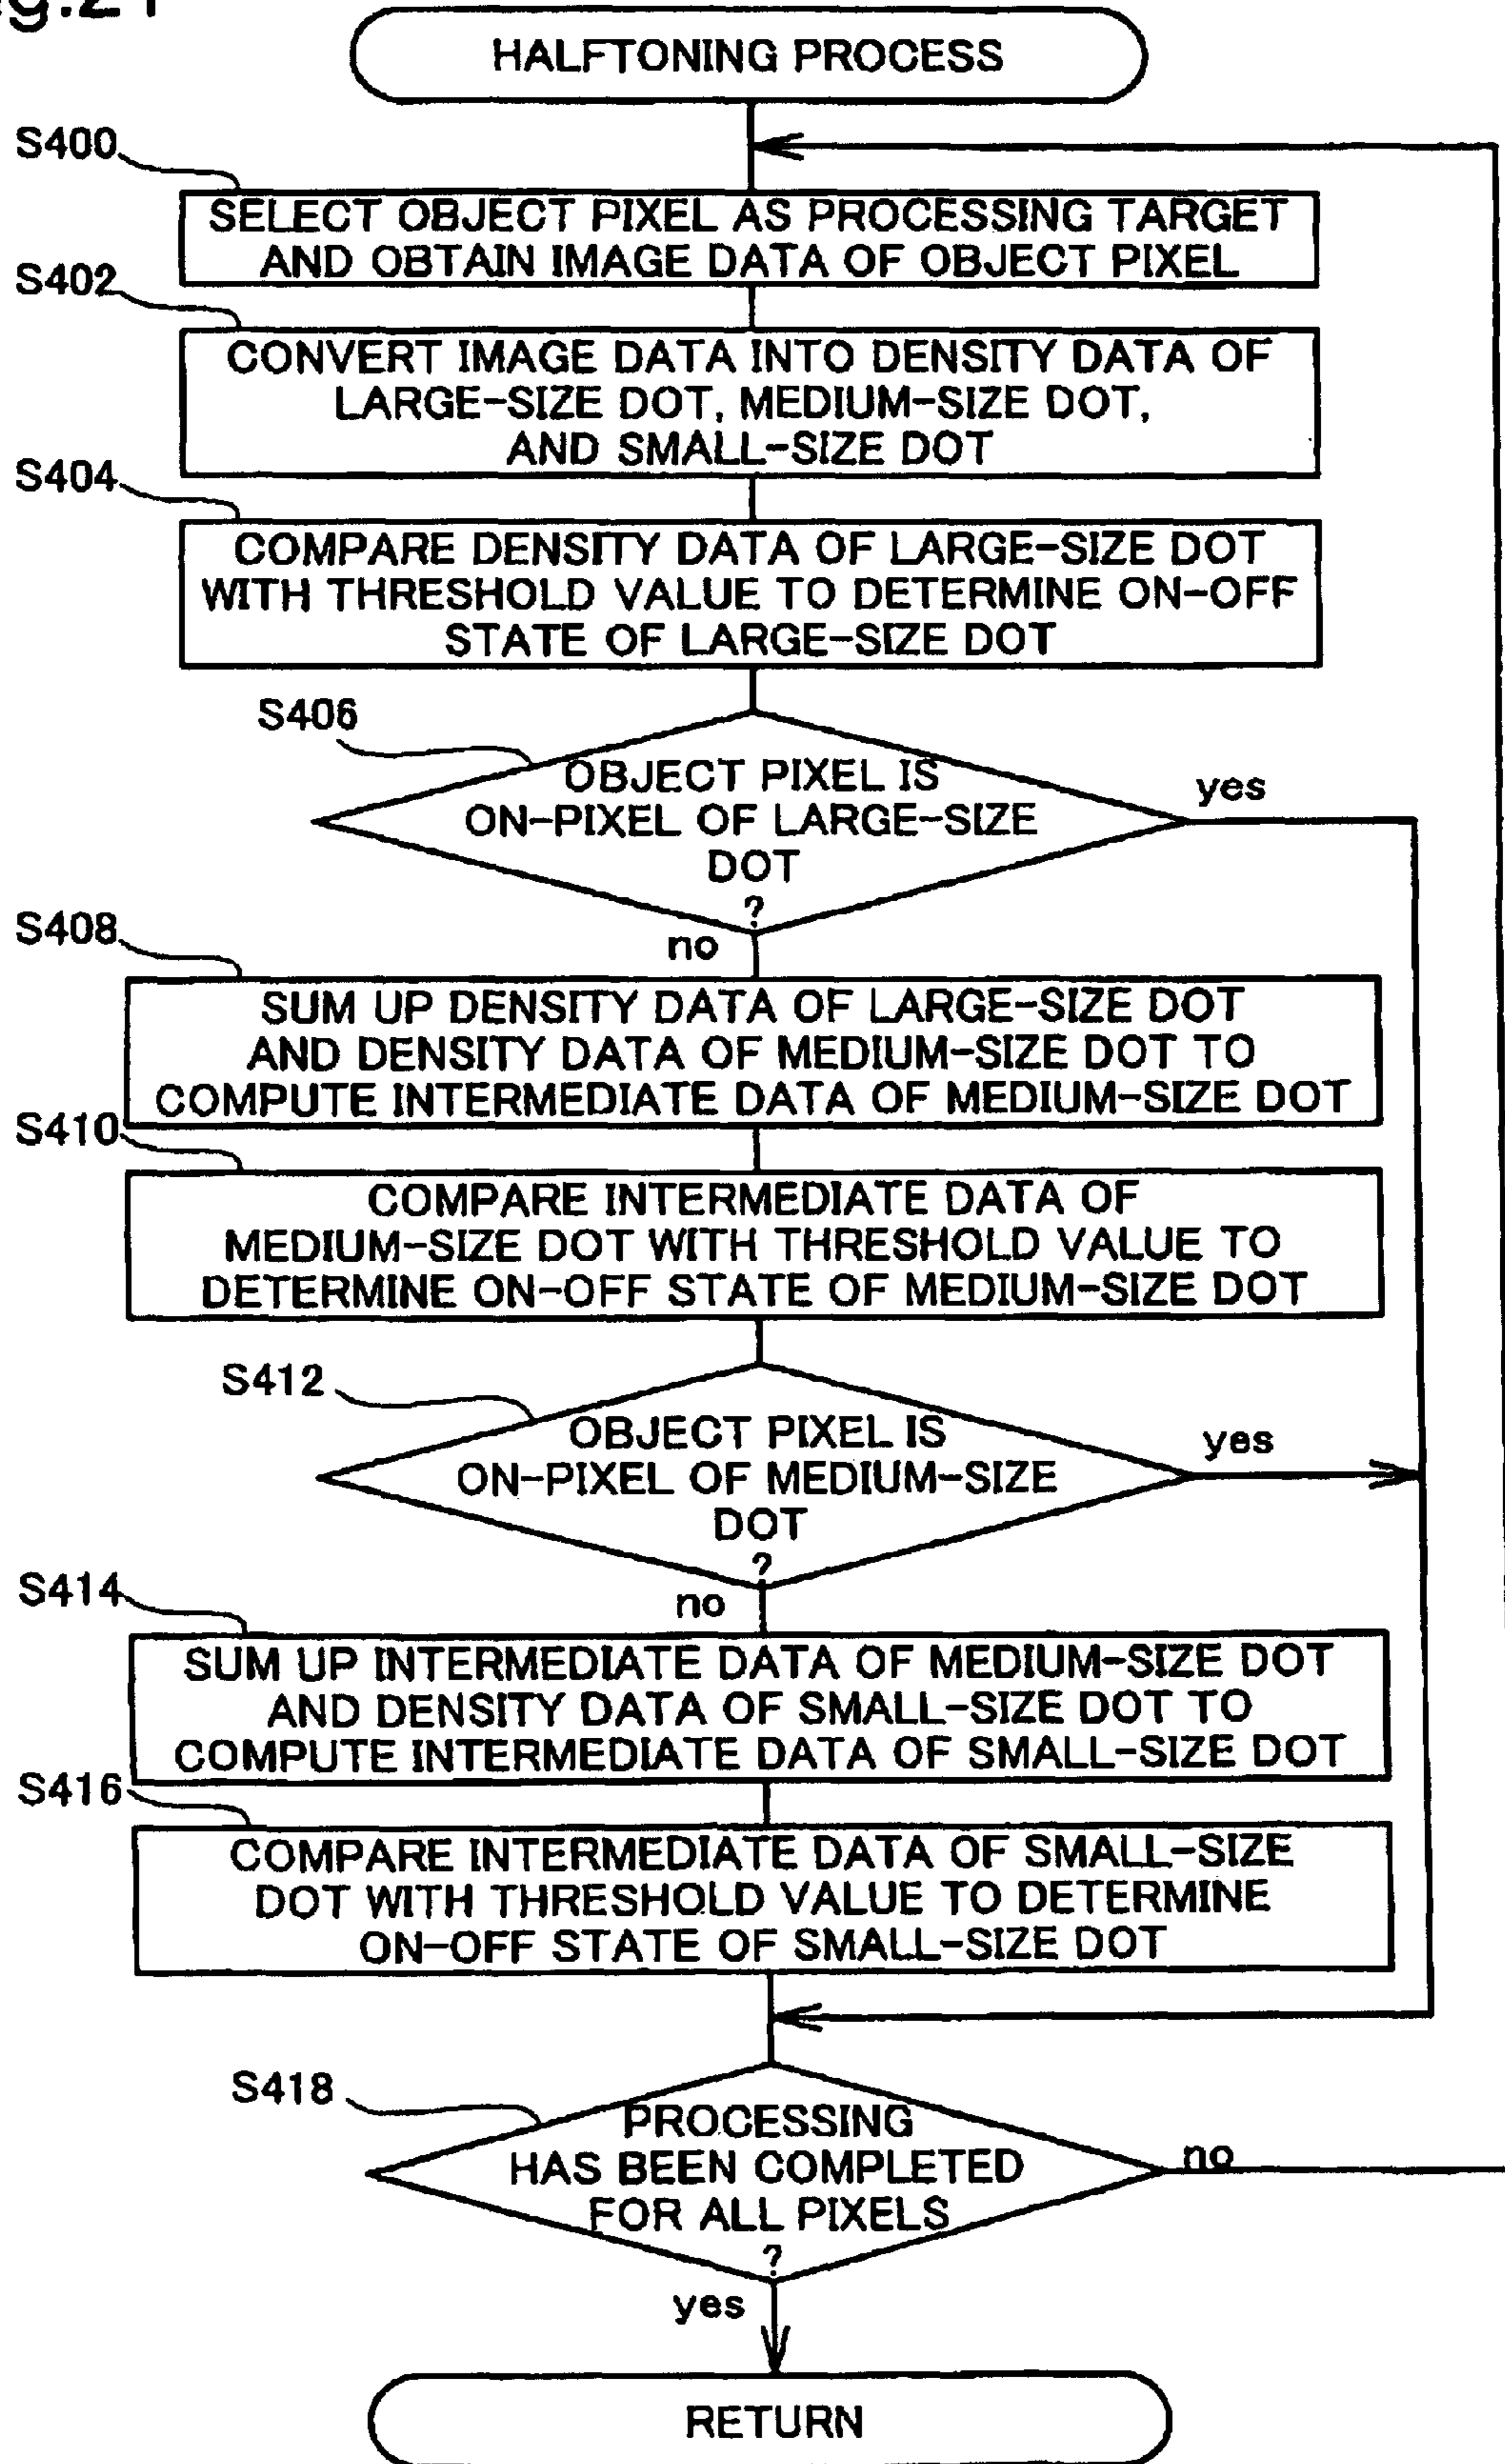 HALFTONING PROCESS
S400
SELECT OBJECT PIXEL AS PROCESSING TARGET
AND OBTAIN IMAGE DATA OF OBJECT PIXEL
S402
CONVERT IMAGE DATA INTO DENSITY DATA OF
LARGE-SIZE DOT, MEDIUM-SIZE DOT,
AND SMALL-SIZE DOT
S404
COMPARE DENSITY DATA OF LARGE-SIZE DOT
WITH THRESHOLD VALUE TO DETERMINE ON-OFF
STATE OF LARGE-SIZE DOT
S406
OBJECT PIXEL IS
ON-PIXEL OF LARGE-SIZE
DOT
?
yes
no
S408
SUM UP DENSITY DATA OF LARGE-SIZE DOT
AND DENSITY DATA OF MEDIUM-SIZE DOT TO
COMPUTE INTERMEDIATE DATA OF MEDIUM-SIZE DOT
S410
COMPARE INTERMEDIATE DATA OF
MEDIUM-SIZE DOT WITH THRESHOLD VALUE TO
DETERMINE ON-OFF STATE OF MEDIUM-SIZE DOT
S412
OBJECT PIXEL IS
ON-PIXEL OF MEDIUM-SIZE
DOT
?
yes
no
S414
SUM UP INTERMEDIATE DATA OF MEDIUM-SIZE DOT
AND DENSITY DATA OF SMALL-SIZE DOT TO
COMPUTE INTERMEDIATE DATA OF SMALL-SIZE DOT
S416
COMPARE INTERMEDIATE DATA OF SMALL-SIZE
DOT WITH THRESHOLD VALUE TO DETERMINE
ON-OFF STATE OF SMALL-SIZE DOT
S418
PROCESSING
HAS BEEN COMPLETED
FOR ALL PIXELS
?
no
yes
RETURN